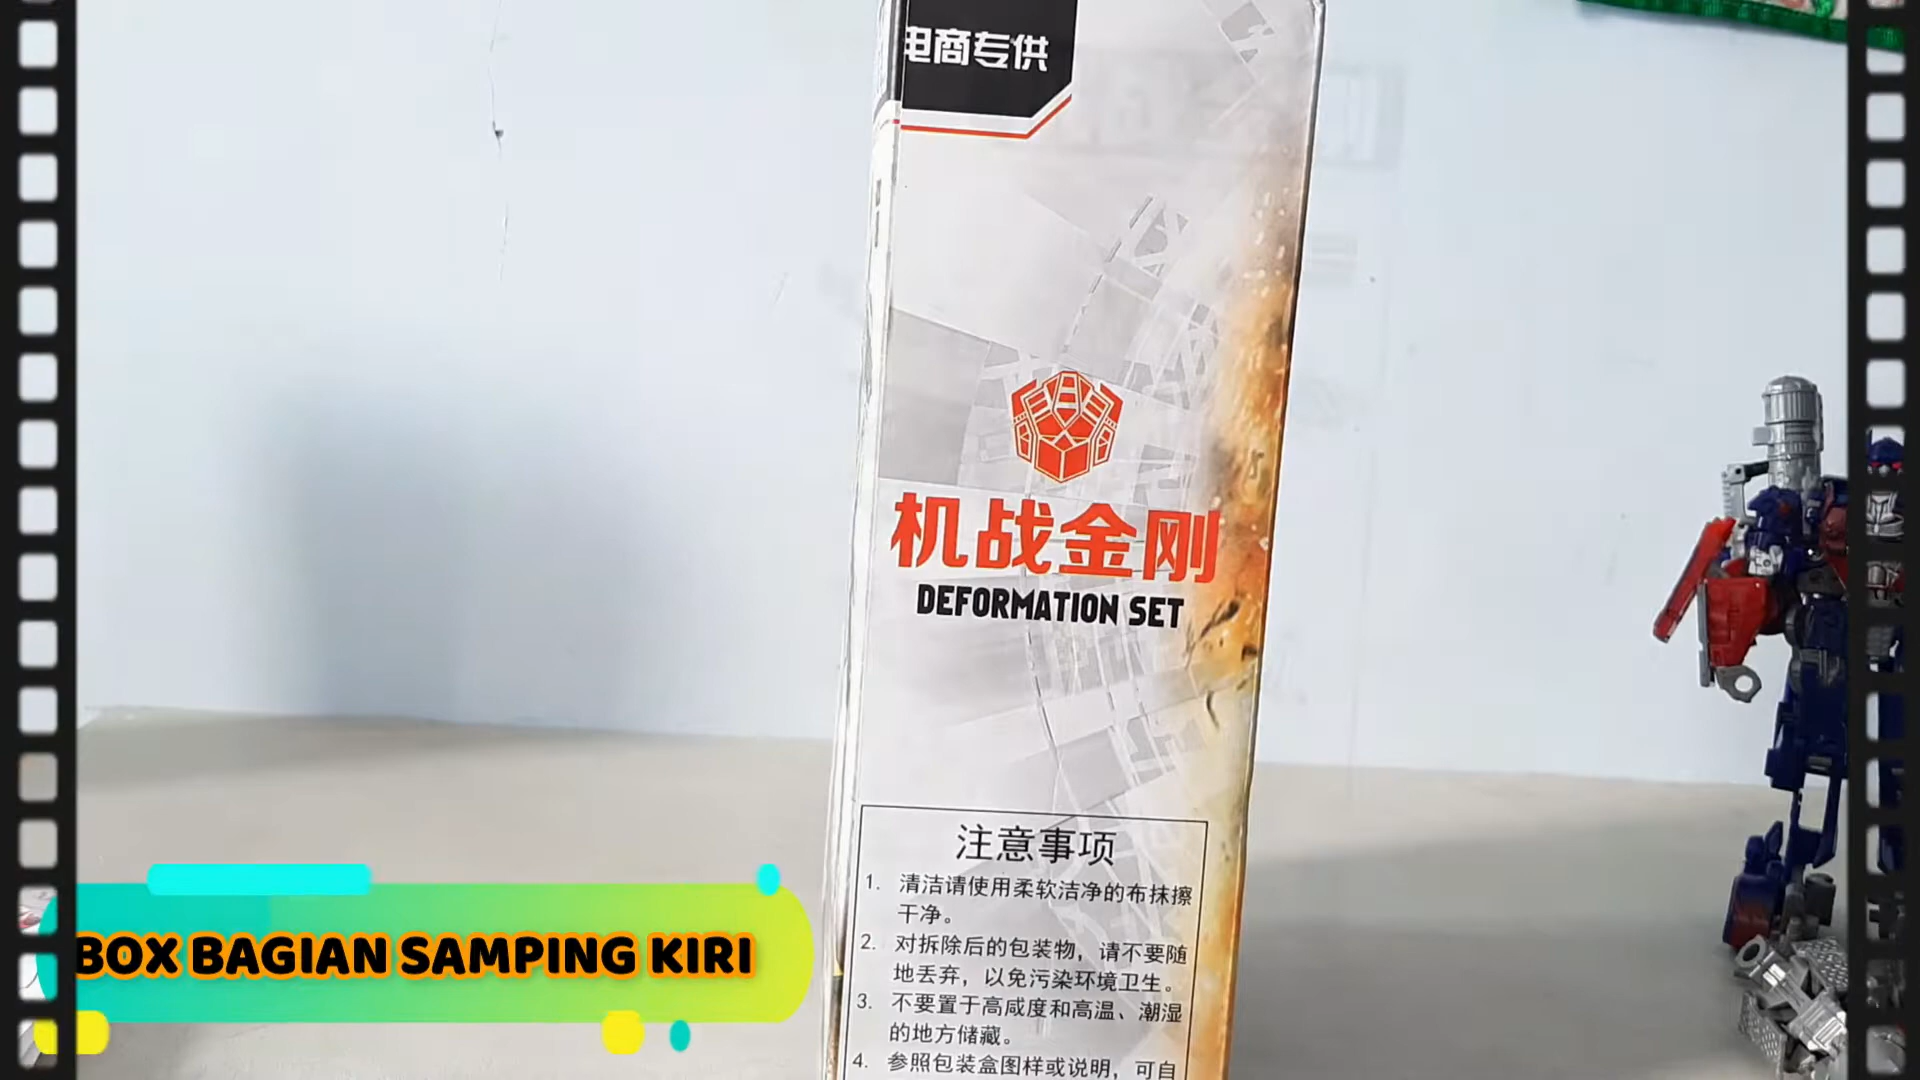 电商专供
机战金刚
DEFORMATION SET
注意事项
1. 清洁请使用柔软洁净的布抹擦
干净。
2. 对拆除后的包装物，请不要随
地丢弃，以免污染环境卫生。
3. 不要置于高咸度和高温、潮湿
的地方储藏。
4. 参照包装盒图样或说明，可自
BOX BAGIAN SAMPING KIRI